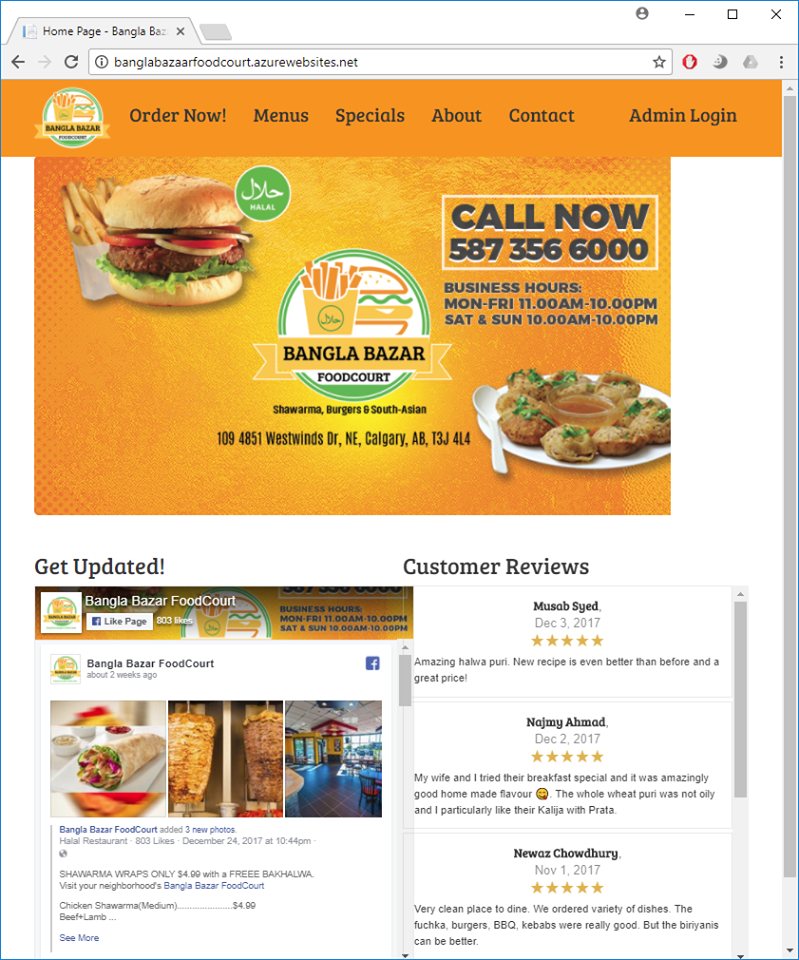 Home Page - Bangla Baz
banglabazaarfoodcourt.azurewebsites.net
BANGLA BAZAR
FOODCOURT
Order Now!
Menus
Specials
About
Contact
Admin Login
حلال
HALAL
CALL NOW
587 356 6000
BUSINESS HOURS:
MON-FRI 11.00AM-10.00PM
SAT & SUN 10.00AM-10.00PM
حلال
BANGLA BAZAR
FOODCOURT
Shawarma, Burgers & South-Asian
109 4851 Westwinds Dr, NE, Calgary, AB, T3J 4L4
Get Updated!
587 356 6000
Bangla Bazar FoodCourt
BUSINESS HOURS:
MON-FRI 11.00AM-10.00PM
SAT & SUN 10.00AM-10.00PM
Like Page
803 likes
Bangla Bazar FoodCourt
about 2 weeks ago
Bangla Bazar FoodCourt added 3 new photos.
Halal Restaurant · 803 Likes · December 24, 2017 at 10:44pm ·
SHAWARMA WRAPS ONLY $4.99 with a FREEE BAKHALWA.
Visit your neighborhood's Bangla Bazar FoodCourt
Chicken Shawarma(Medium).....................$4.99
Beef+Lamb ...
See More
Customer Reviews
Musab Syed,
Dec 3, 2017
★★★★★
Amazing halwa puri. New recipe is even better than before and a
great price!
Najmy Ahmad,
Dec 2, 2017
★★★★★
My wife and I tried their breakfast special and it was amazingly
good home made flavour 😋. The whole wheat puri was not oily
and I particularly like their Kalija with Prata.
Newaz Chowdhury,
Nov 1, 2017
★★★★★
Very clean place to dine. We ordered variety of dishes. The
fuchka, burgers, BBQ, kebabs were really good. But the biriyanis
can be better.